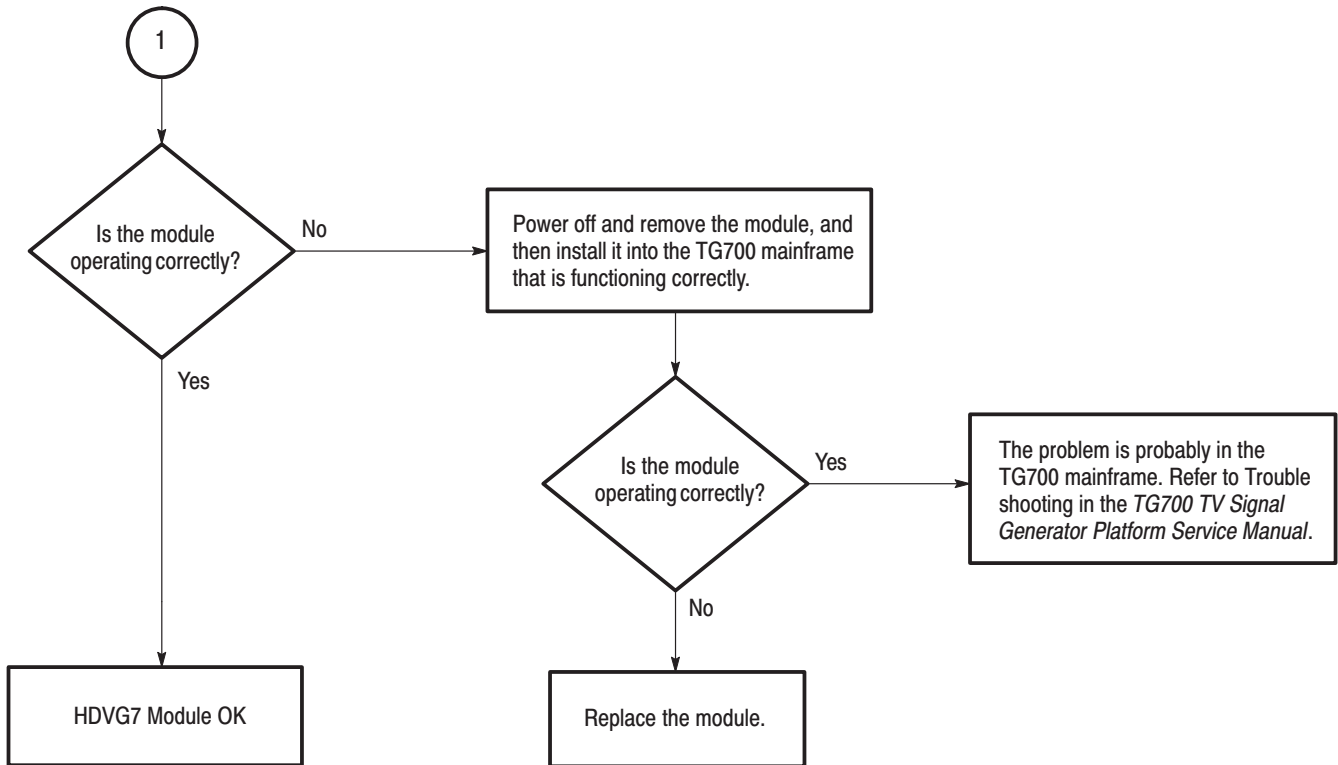 1
Is the module
operating correctly?
No
Yes
Power off and remove the module, and
then install it into the TG700 mainframe
that is functioning correctly.
Is the module
operating correctly?
Yes
No
The problem is probably in the
TG700 mainframe. Refer to Trouble
shooting in the TG700 TV Signal
Generator Platform Service Manual.
HDVG7 Module OK
Replace the module.